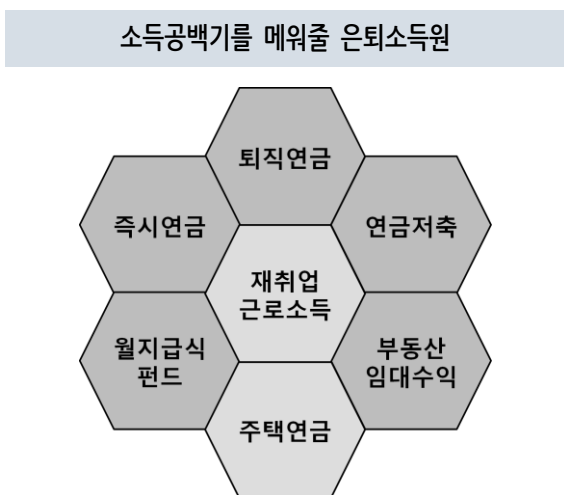 소득공백기를 메워줄 은퇴소득원
퇴직연금
즉시연금
연금저축
재취업
근로소득
월지급식
펀드
부동산
임대수익
주택연금